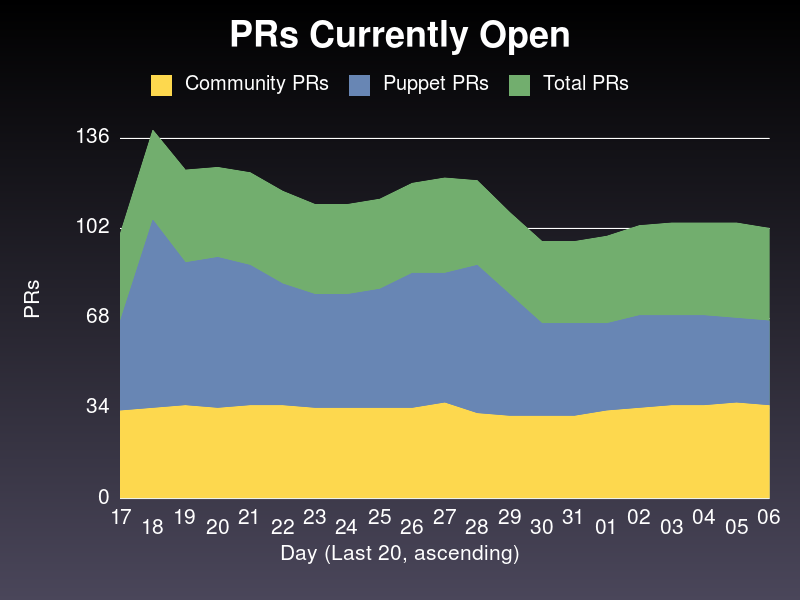 PRs Currently Open
Community PRs Puppet PRs Total PRs
136
102
PRs
68
34
0
17 18 19 20 21 22 23 24 25 26 27 28 29 30 31 01 02 03 04 05 06
Day (Last 20, ascending)